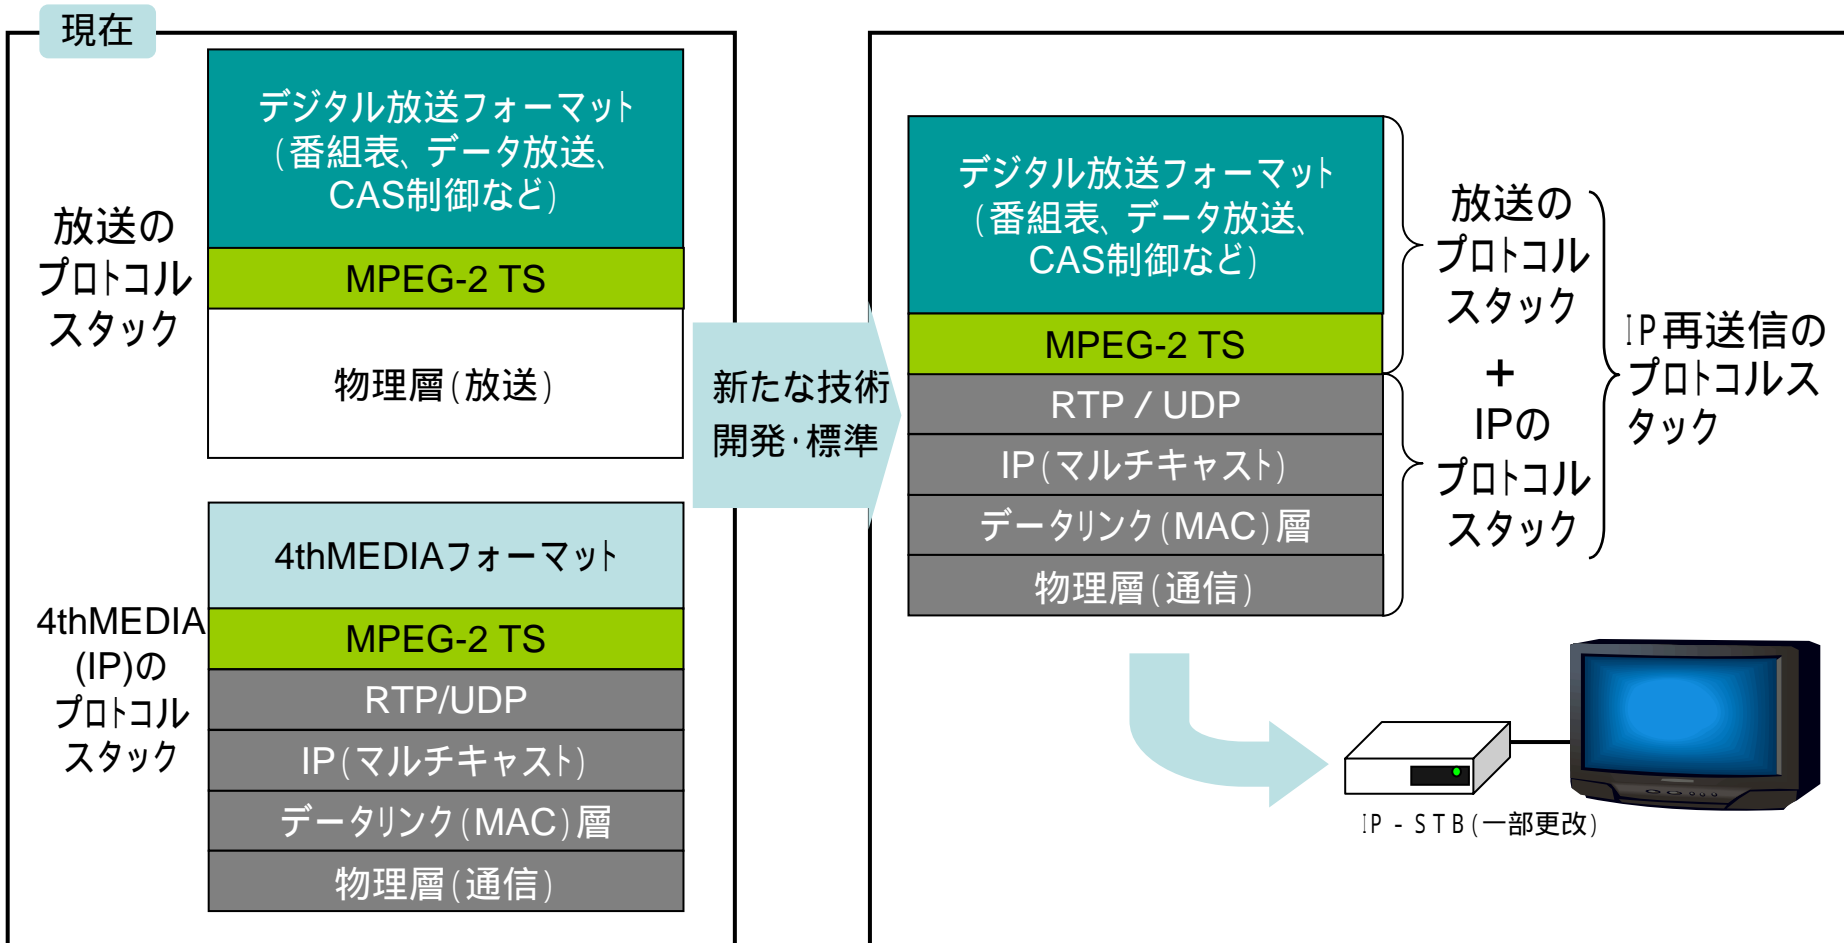 現在
放送の
プロトコル
スタック
デジタル放送フォーマット
(番組表、データ放送、
CAS制御など)
MPEG-2 TS
物理層(放送)
4thMEDIA
(IP)の
プロトコル
スタック
4thMEDIAフォーマット
MPEG-2 TS
RTP/UDP
IP(マルチキャスト)
データリンク(MAC)層
物理層(通信)
新たな技術
開発・標準
デジタル放送フォーマット
(番組表、データ放送、
CAS制御など)
MPEG-2 TS
RTP / UDP
IP(マルチキャスト)
データリンク(MAC)層
物理層(通信)
放送の
プロトコル
スタック
+
IPの
プロトコル
スタック
IP再送信の
プロトコルス
タック
IP - STB(一部更改)